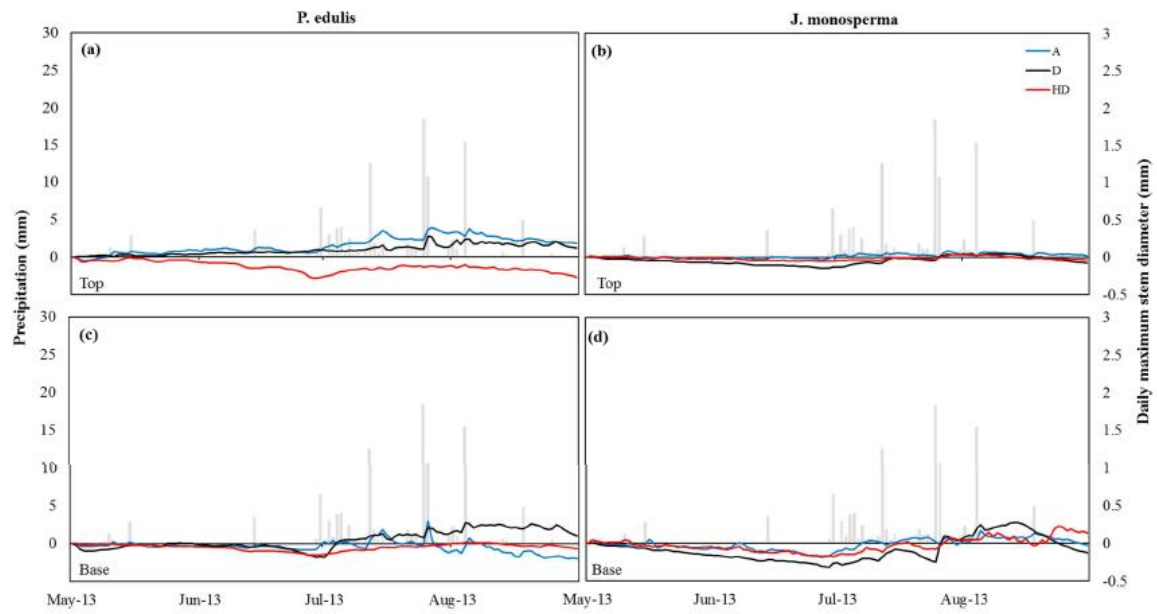 P. edulis
J. monosperma
(a)
(b)
A
D
HD
30
25
20
15
10
5
0
Top
Top
3
2.5
2
1.5
1
0.5
0
-0.5
Precipitation (mm)
Daily maximum stem diameter (mm)
(c)
(d)
30
25
20
15
10
5
0
Base
Base
3
2.5
2
1.5
1
0.5
0
-0.5
May-13
Jun-13
Jul-13
Aug-13
May-13
Jun-13
Jul-13
Aug-13